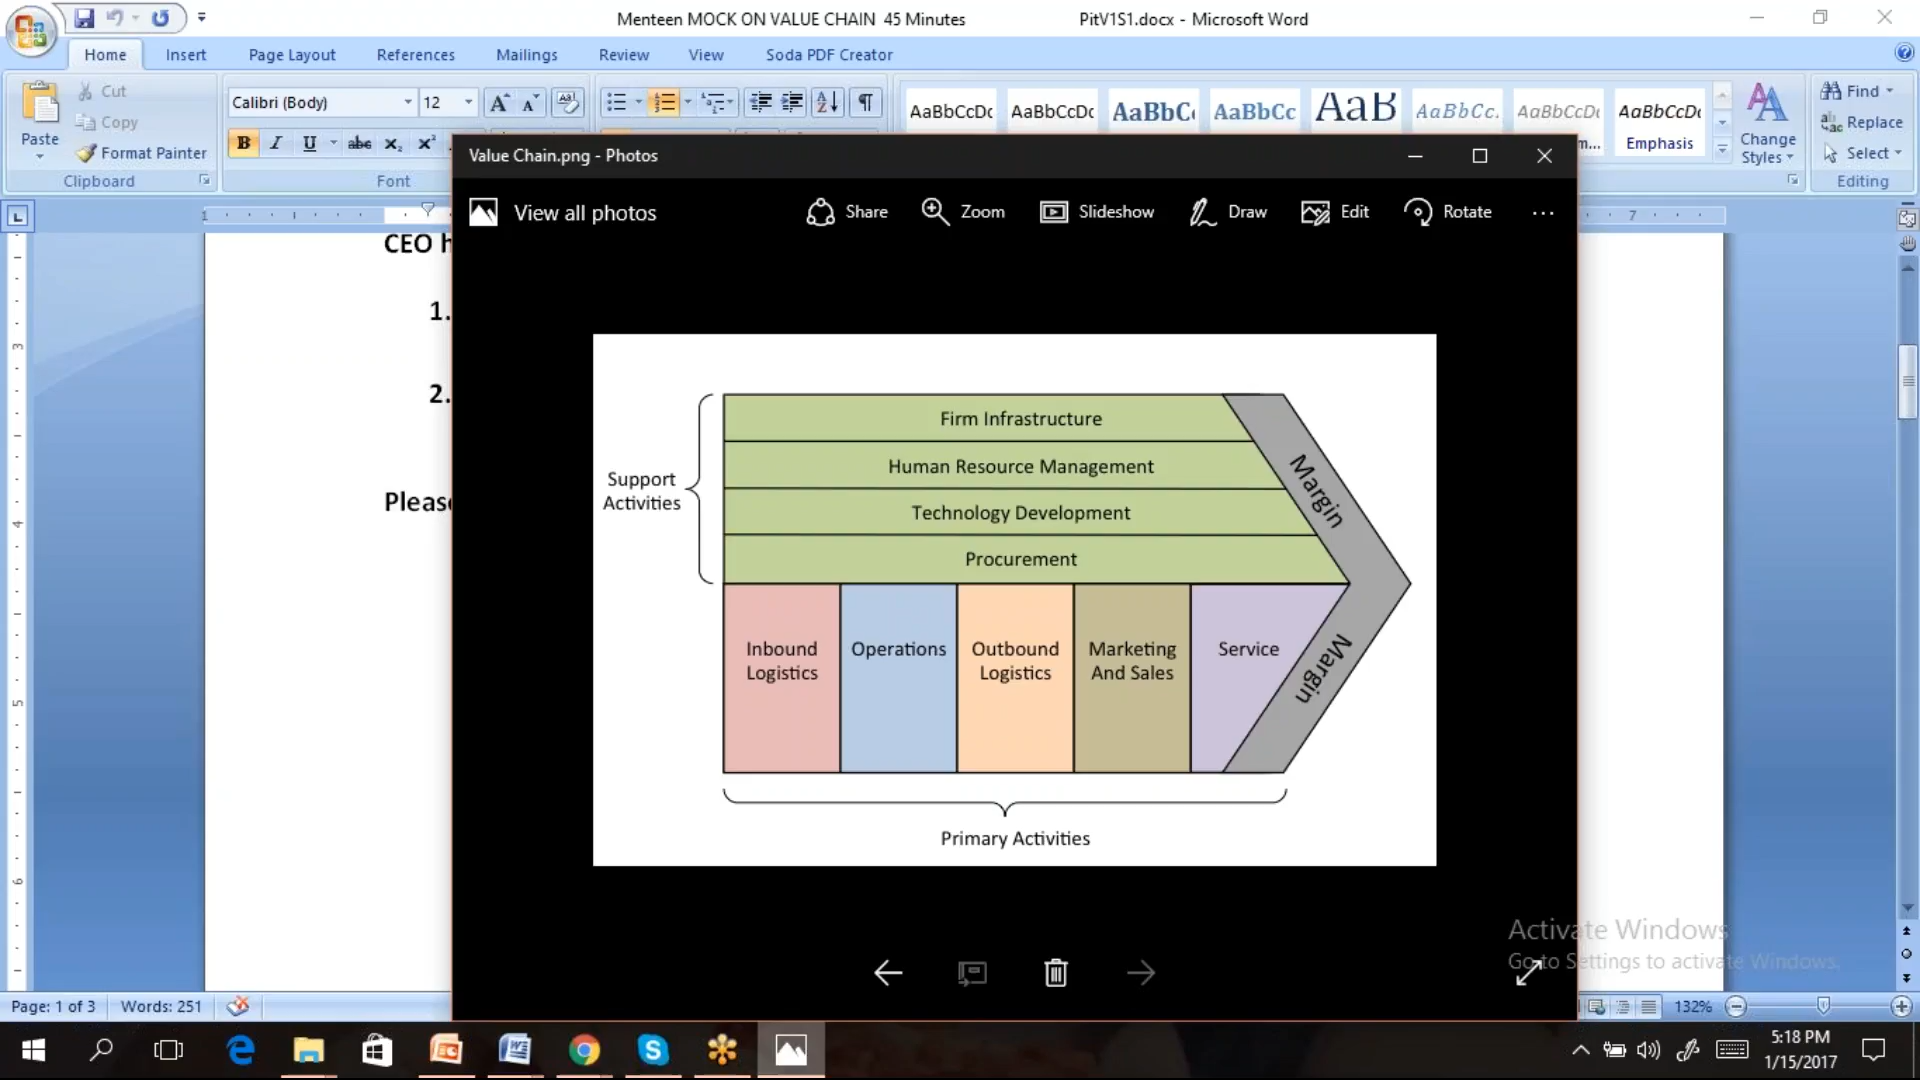 Menteen MOCK ON VALUE CHAIN 45 Minutes PitV1S1.docx - Microsoft Word
Home Insert Page Layout References Mailings Review View Soda PDF Creator
Cut
Copy
Format Painter
Paste
Clipboard
Calibri (Body) 12
Font
AaBbCcDc AaBbCcDc AaBbC AaBbCc AaB AaBbCc. AaBbCcDc AaBbCcDc
Emphasis
Change
Styles
Find
Replace
Select
Editing
Value Chain.png - Photos
View all photos Share Zoom Slideshow Draw Edit Rotate
CEO
1.
2.
Support
Activities
Firm Infrastructure
Human Resource Management
Technology Development
Procurement
Margin
Inbound
Logistics
Operations
Outbound
Logistics
Marketing
And Sales
Service
Margin
Primary Activities
Activate Windows
Go to Settings to activate Windows.
Page: 1 of 3 Words: 251 132%
5:18 PM
1/15/2017